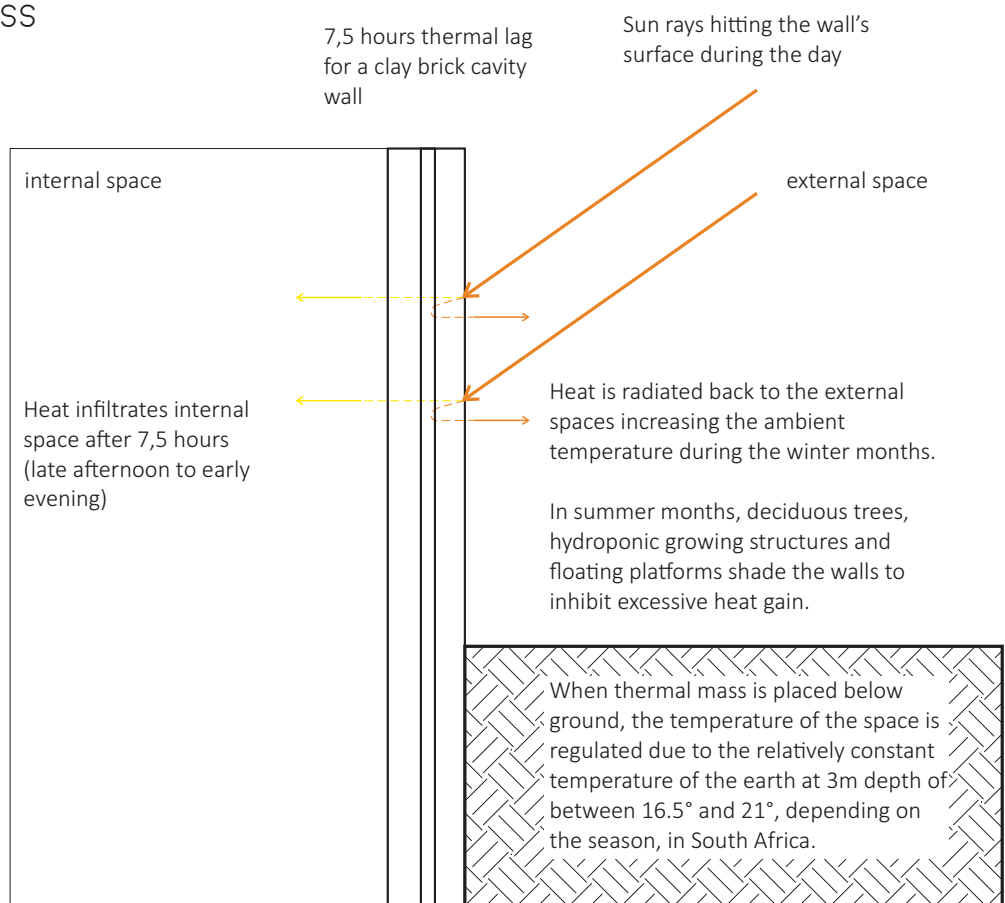 SS
7,5 hours thermal lag
for a clay brick cavity
wall
Sun rays hitting the wall's
surface during the day
internal space
external space
Heat infiltrates internal
space after 7,5 hours
(late afternoon to early
evening)
Heat is radiated back to the external
spaces increasing the ambient
temperature during the winter months.
In summer months, deciduous trees,
hydroponic growing structures and
floating platforms shade the walls to
inhibit excessive heat gain.
When thermal mass is placed below
ground, the temperature of the space is
regulated due to the relatively constant
temperature of the earth at 3m depth of
between 16.5° and 21°, depending on
the season, in South Africa.